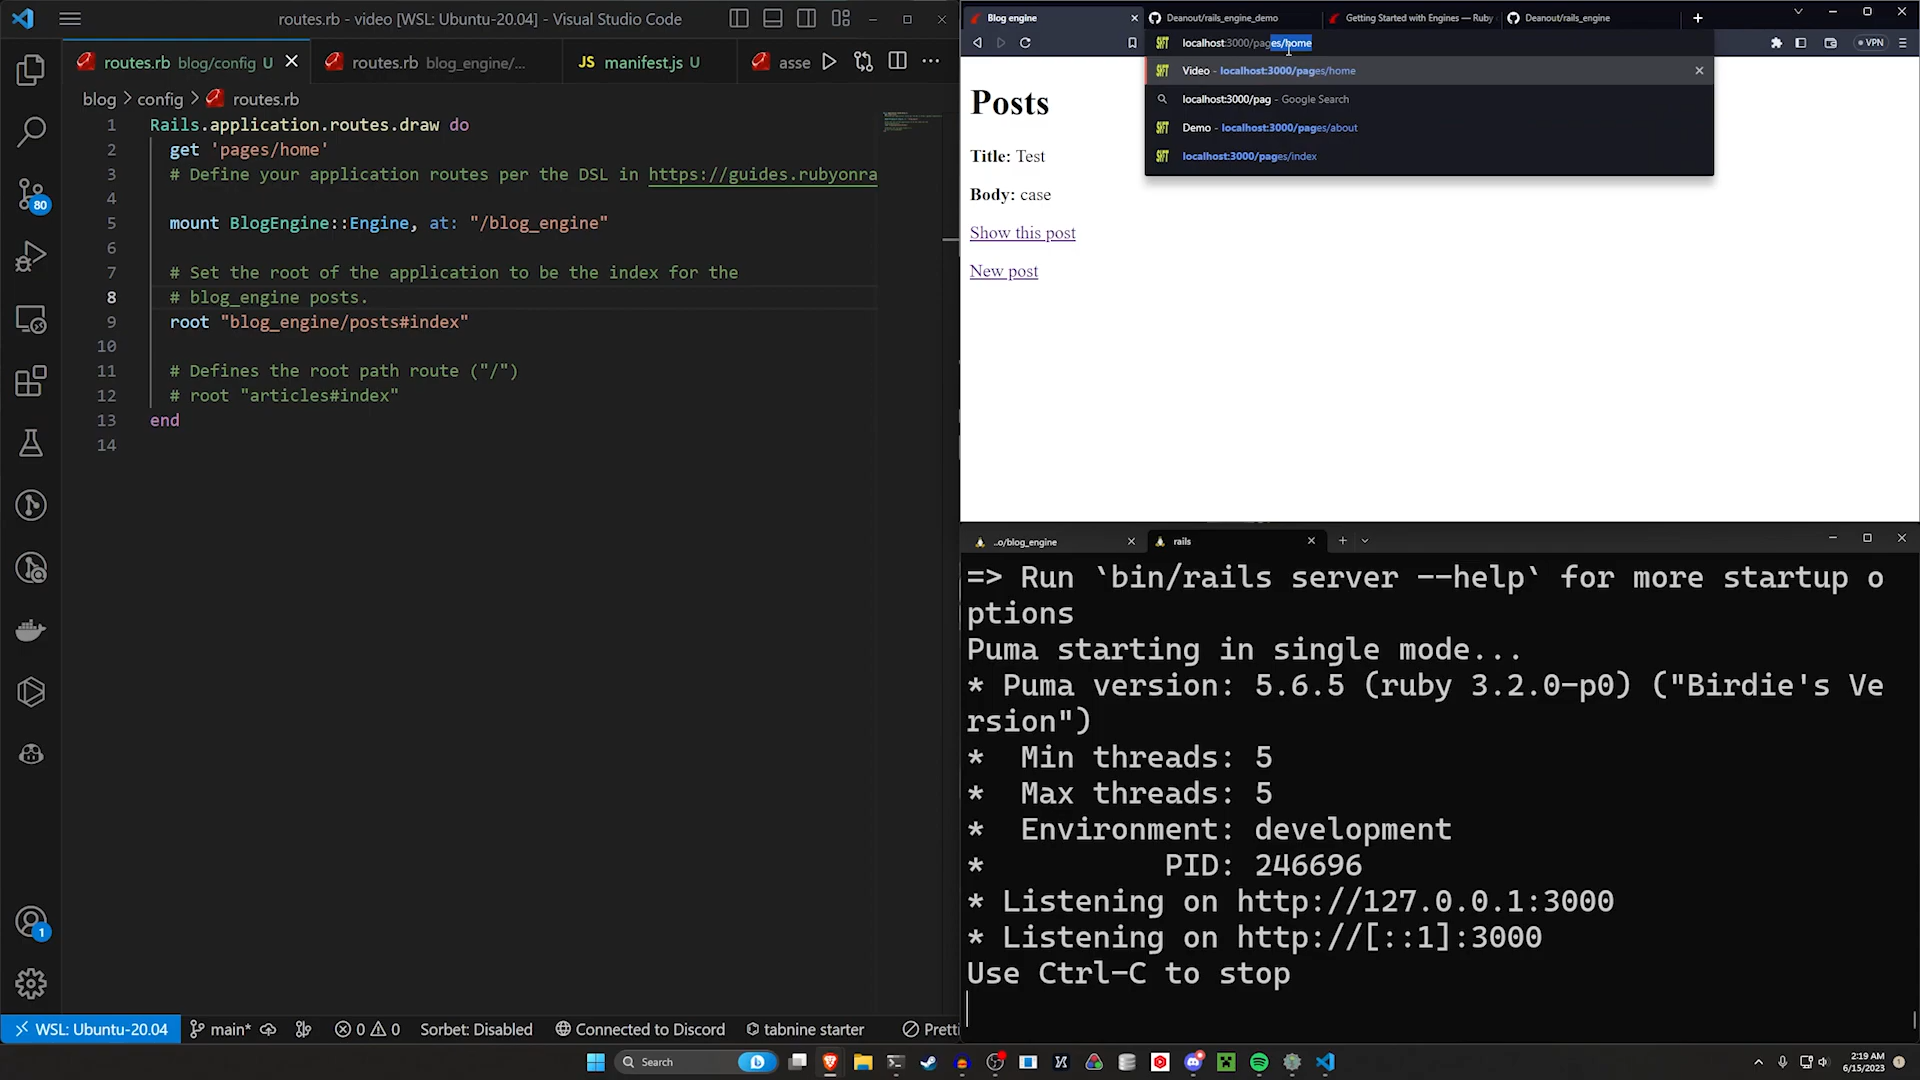 routes.rb - video [WSL: Ubuntu-20.04] - Visual Studio Code
routes.rb blog/config U
routes.rb blog_engine/...
JS manifest.js U
asse
blog > config > routes.rb
1 Rails.application.routes.draw do
2 get 'pages/home'
3 # Define your application routes per the DSL in https://guides.rubyonra
4
5 mount BlogEngine::Engine, at: "/blog_engine"
6
7 # Set the root of the application to be the index for the
8 # blog_engine posts.
9 root "blog_engine/posts#index"
10
11 # Defines the root path route ("/")
12 # root "articles#index"
13 end
14
80
1
WSL: Ubuntu-20.04
main*
0 0
Sorbet: Disabled
Connected to Discord
tabnine starter
Pretti
Blog engine
Deanout/rails_engine_demo
Getting Started with Engines — Ruby
Deanout/rails_engine
localhost:3000/pages/home
VPN
Video - localhost:3000/pages/home
localhost:3000/pag - Google Search
Demo - localhost:3000/pages/about
localhost:3000/pages/index
Posts
Title: Test
Body: case
Show this post
New post
..o/blog_engine
rails
=> Run `bin/rails server --help` for more startup o
ptions
Puma starting in single mode...
* Puma version: 5.6.5 (ruby 3.2.0-p0) ("Birdie's Ve
rsion")
* Min threads: 5
* Max threads: 5
* Environment: development
* PID: 246696
* Listening on http://127.0.0.1:3000
* Listening on http://[::1]:3000
Use Ctrl-C to stop
Search
2:19 AM
6/15/2023